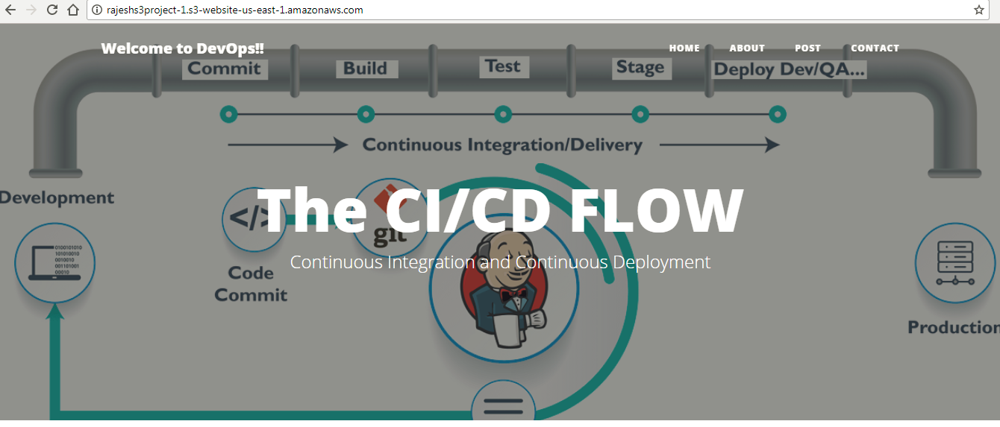 rajeshs3project-1.s3-website-us-east-1.amazonaws.com
Welcome to DevOps!!
HOME ABOUT POST CONTACT
Commit Build Test Stage Deploy Dev/QA...
Continuous Integration/Delivery
Development
The CI/CD FLOW
</>
git
Continuous Integration and Continuous Deployment
0100101010
101010010
0010010
001101001
00010
Code
Commit
Production